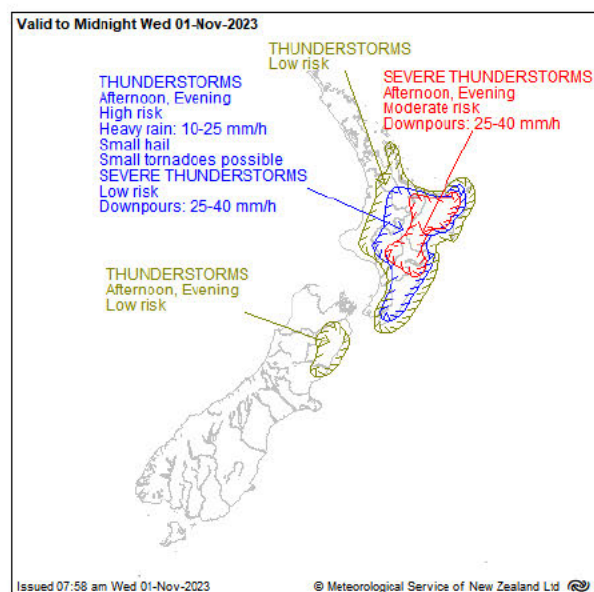 Valid to Midnight Wed 01-Nov-2023
THUNDERSTORMS
Low risk
THUNDERSTORMS
Afternoon, Evening
High risk
Heavy rain: 10-25 mm/h
Small hail
Small tornadoes possible
SEVERE THUNDERSTORMS
Low risk
Downpours: 25-40 mm/h
SEVERE THUNDERSTORMS
Afternoon, Evening
Moderate risk
Downpours: 25-40 mm/h
THUNDERSTORMS
Afternoon, Evening
Low risk
Issued 07:58 am Wed 01-Nov-2023
© Meteorological Service of New Zealand Ltd